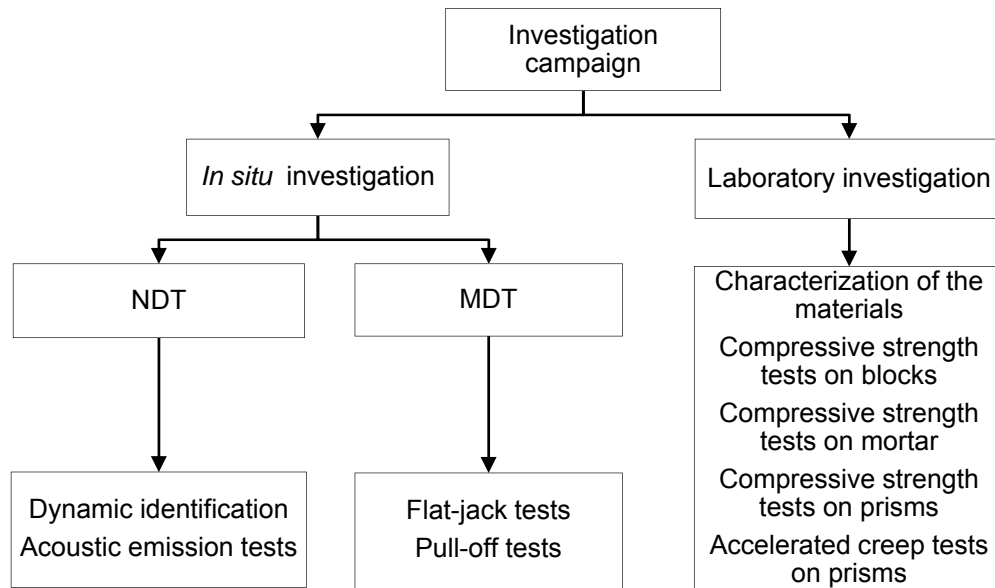 Investigation
campaign
In situ investigation
Laboratory investigation
NDT
MDT
Characterization of the
materials
Compressive strength
tests on blocks
Compressive strength
tests on mortar
Compressive strength
tests on prisms
Accelerated creep tests
on prisms
Dynamic identification
Acoustic emission tests
Flat-jack tests
Pull-off tests